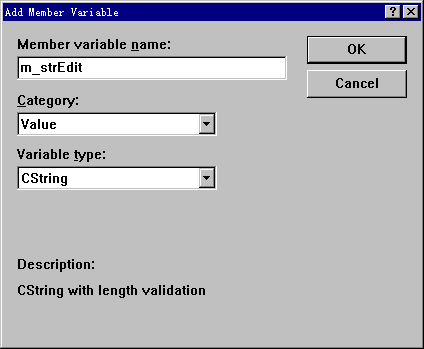 Add Member Variable
Member variable name:
OK
m_strEdit
Cancel
Category:
Value
Variable type:
CString
Description:
CString with length validation